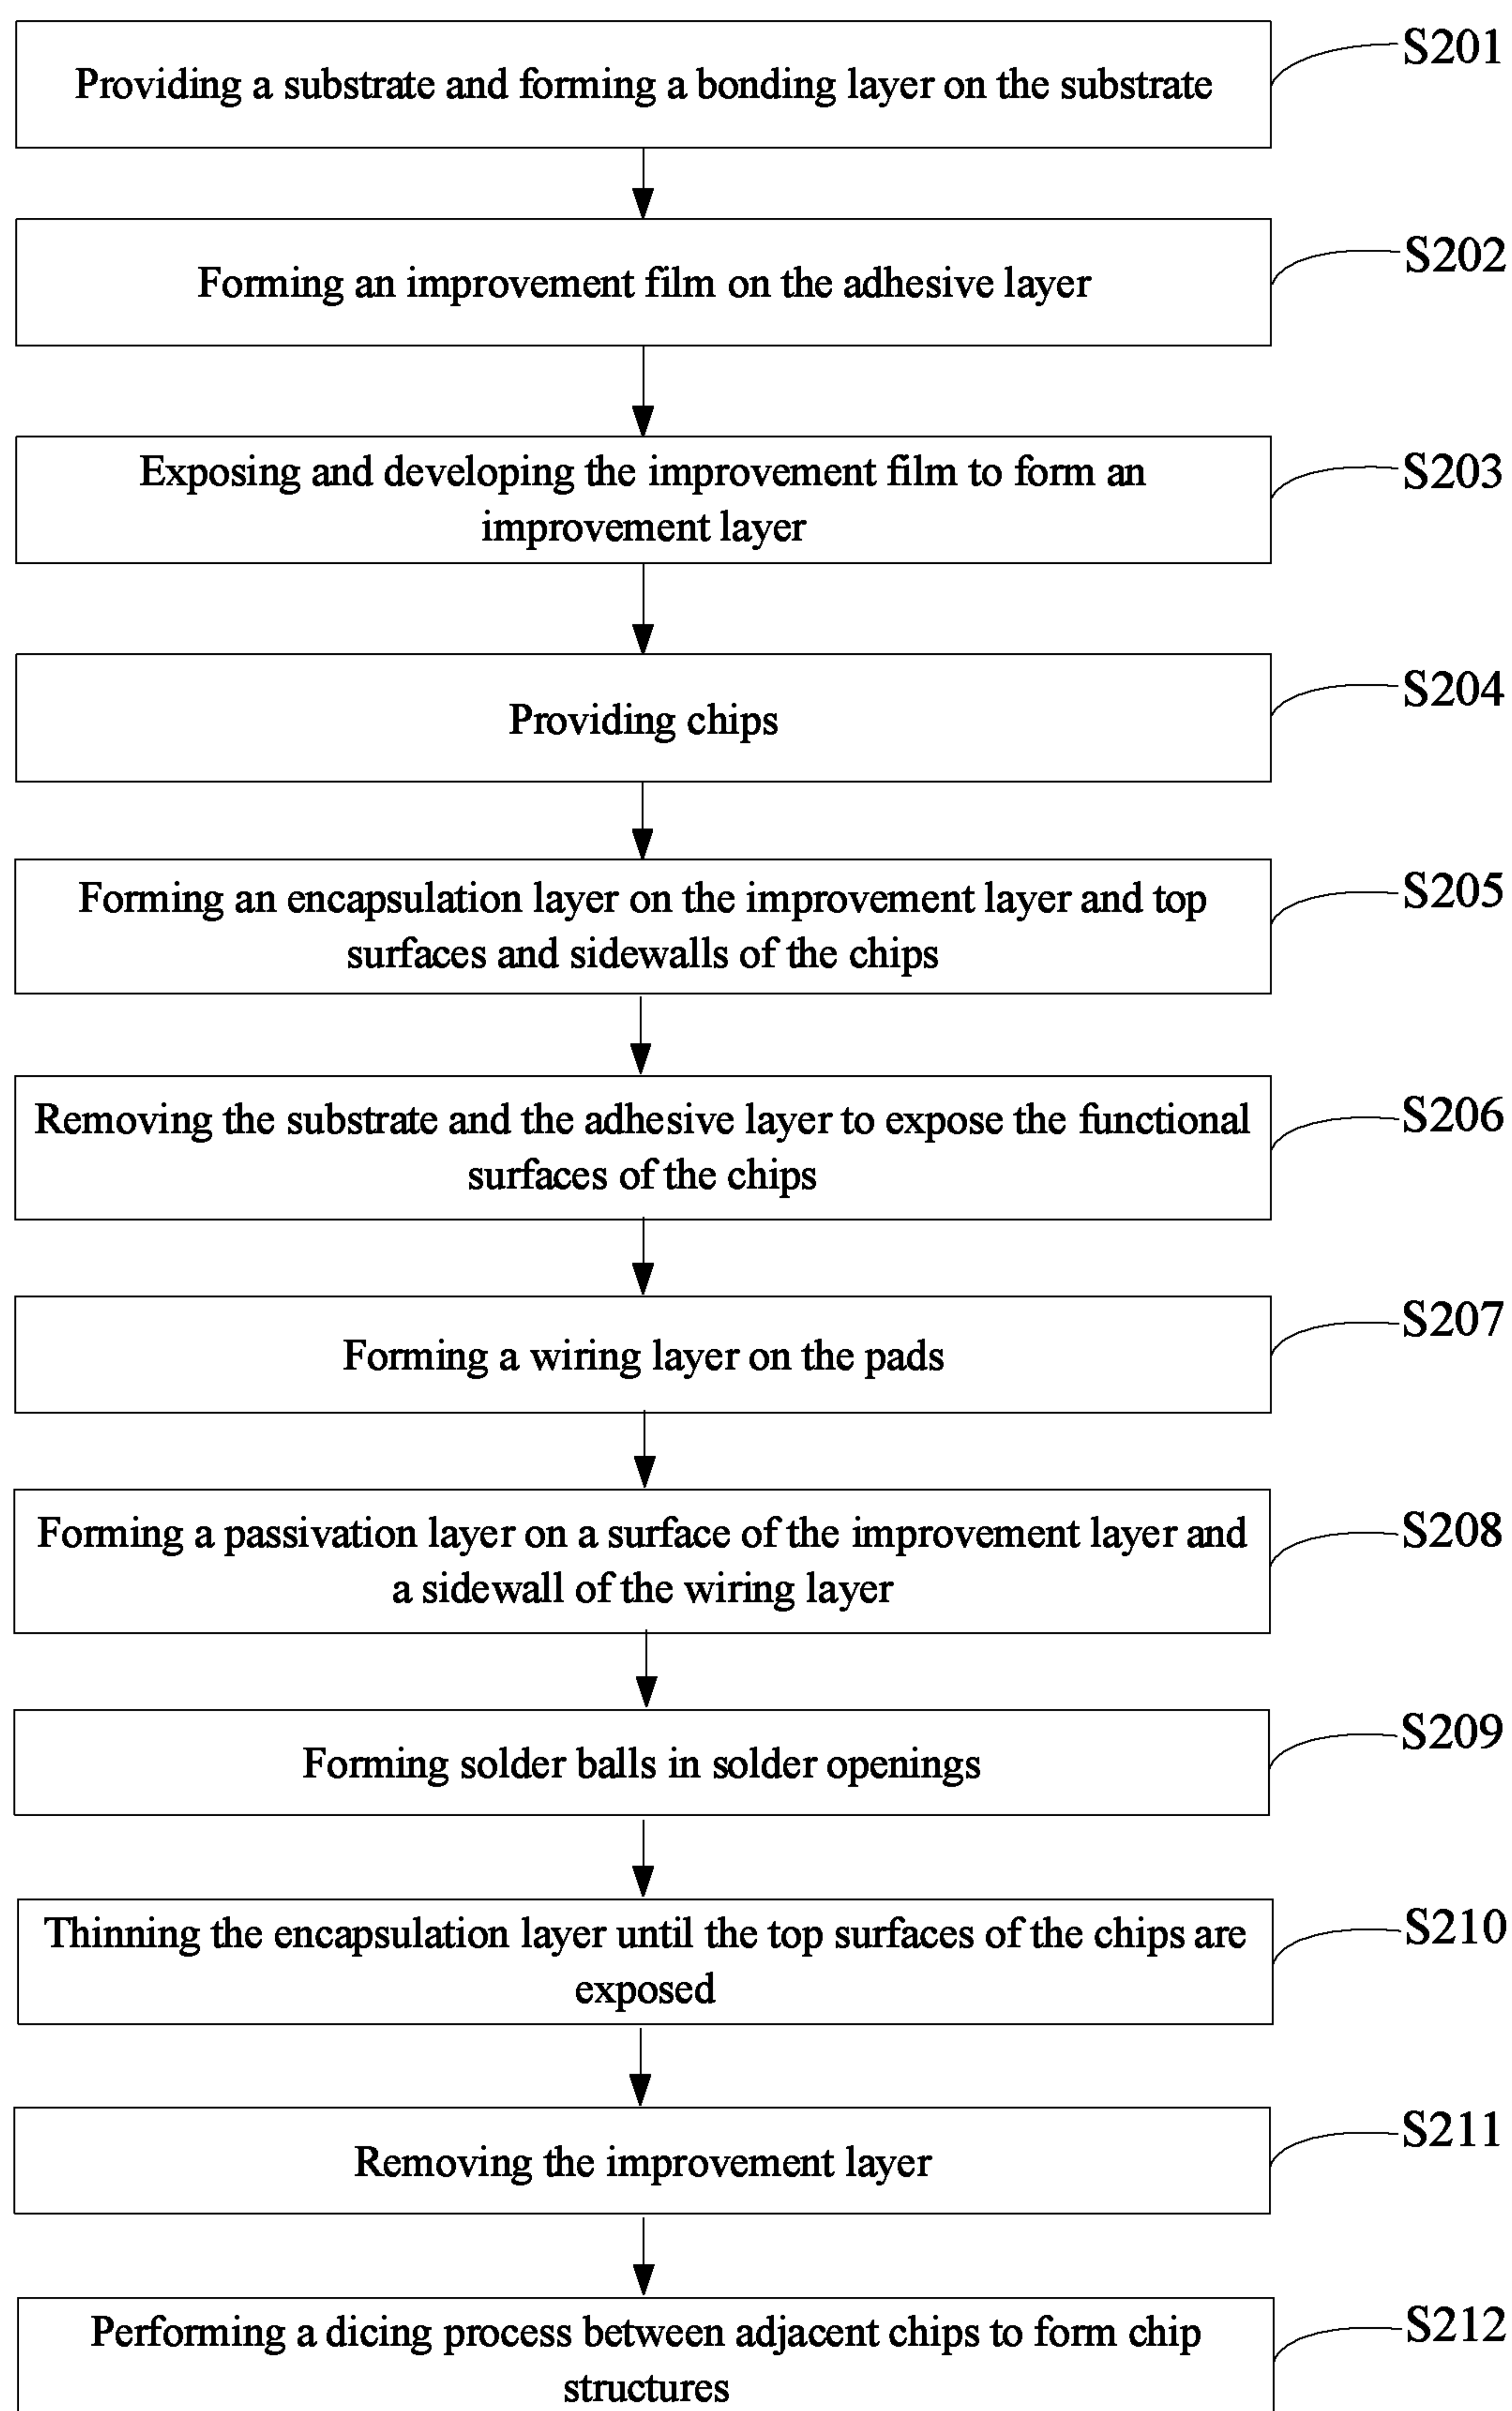 Providing a substrate and forming a bonding layer on the substrate
S201
Forming an improvement film on the adhesive layer
S202
Exposing and developing the improvement film to form an
improvement layer
S203
Providing chips
S204
Forming an encapsulation layer on the improvement layer and top
surfaces and sidewalls of the chips
S205
Removing the substrate and the adhesive layer to expose the functional
surfaces of the chips
S206
Forming a wiring layer on the pads
S207
Forming a passivation layer on a surface of the improvement layer and
a sidewall of the wiring layer
S208
Forming solder balls in solder openings
S209
Thinning the encapsulation layer until the top surfaces of the chips are
exposed
S210
Removing the improvement layer
S211
Performing a dicing process between adjacent chips to form chip
structures
S212